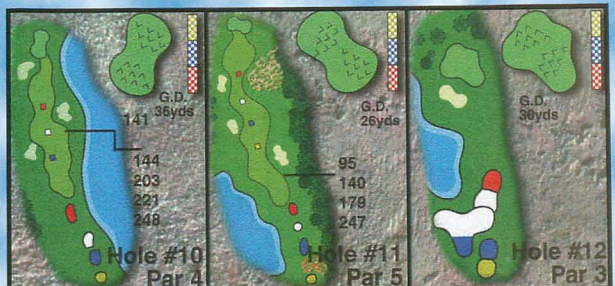 G.D.
36yds
141
144
203
221
248
Hole #10
Par 4
G.D.
26yds
95
140
179
247
Hole #11
Par 5
G.D.
30yds
Hole #12
Par 3